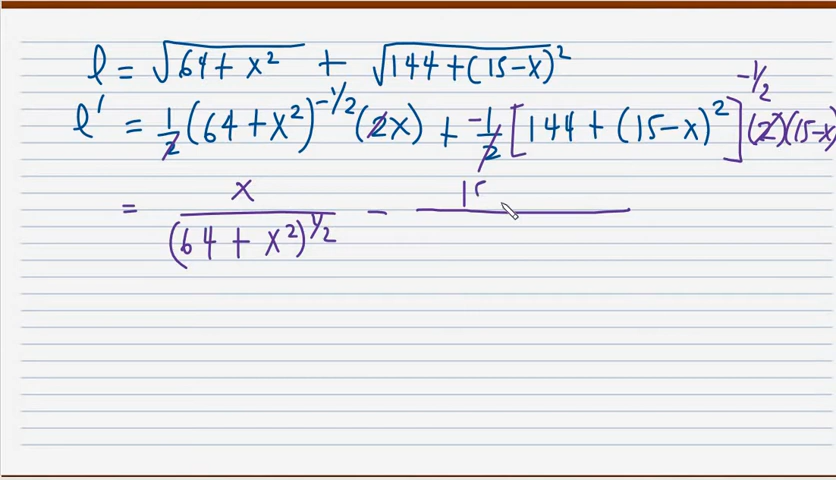 l = √(64 + x²) + √(144 + (15-x)²)
l' = 1/2 (64 + x²)^(-1/2) (2x) + -1/2 [144 + (15-x)²]^(-1/2) (2)(15-x)
= x / (64 + x²)^(1/2) - 15